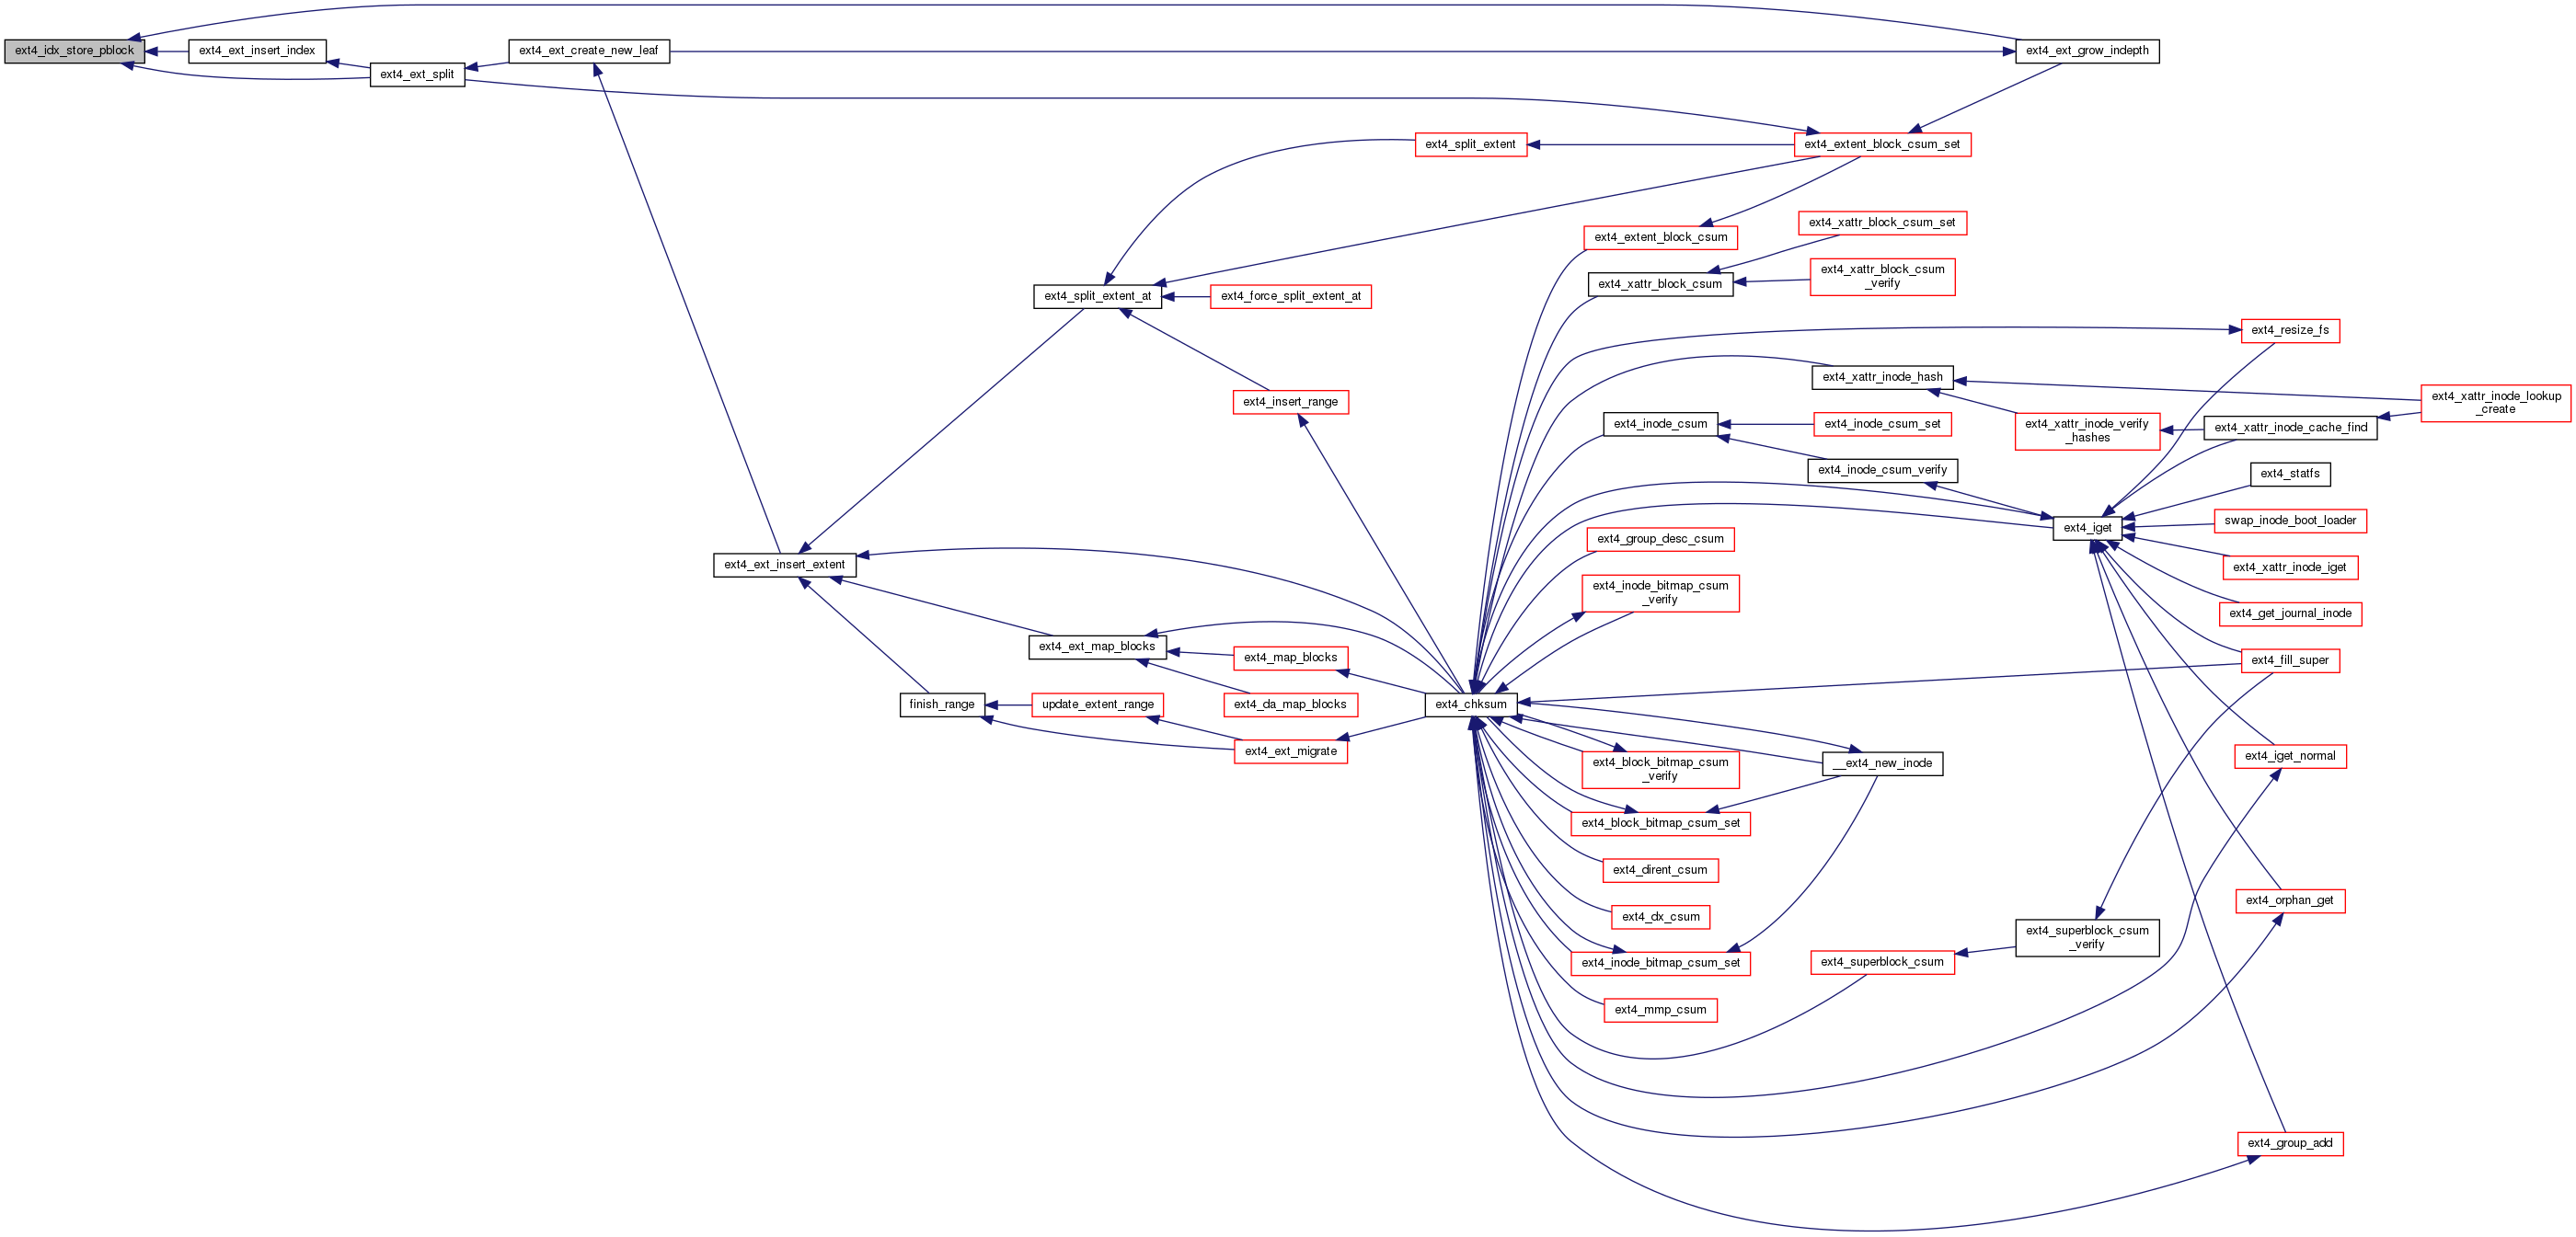 ext4_idx_store_pblock
ext4_ext_insert_index
ext4_ext_split
ext4_ext_create_new_leaf
ext4_ext_grow_indepth
ext4_split_extent
ext4_extent_block_csum_set
ext4_xattr_block_csum_set
ext4_extent_block_csum
ext4_xattr_block_csum
_verify
ext4_xattr_block_csum
ext4_split_extent_at
ext4_force_split_extent_at
ext4_resize_fs
ext4_xattr_inode_hash
ext4_insert_range
ext4_xattr_inode_lookup
_create
ext4_inode_csum
ext4_inode_csum_set
ext4_xattr_inode_verify
_hashes
ext4_xattr_inode_cache_find
ext4_inode_csum_verify
ext4_statfs
ext4_iget
swap_inode_boot_loader
ext4_group_desc_csum
ext4_ext_insert_extent
ext4_xattr_inode_iget
ext4_inode_bitmap_csum
_verify
ext4_get_journal_inode
ext4_ext_map_blocks
ext4_map_blocks
ext4_fill_super
finish_range
update_extent_range
ext4_da_map_blocks
ext4_chksum
ext4_ext_migrate
ext4_block_bitmap_csum
_verify
__ext4_new_inode
ext4_iget_normal
ext4_block_bitmap_csum_set
ext4_dirent_csum
ext4_orphan_get
ext4_dx_csum
ext4_superblock_csum
_verify
ext4_inode_bitmap_csum_set
ext4_superblock_csum
ext4_mmp_csum
ext4_group_add